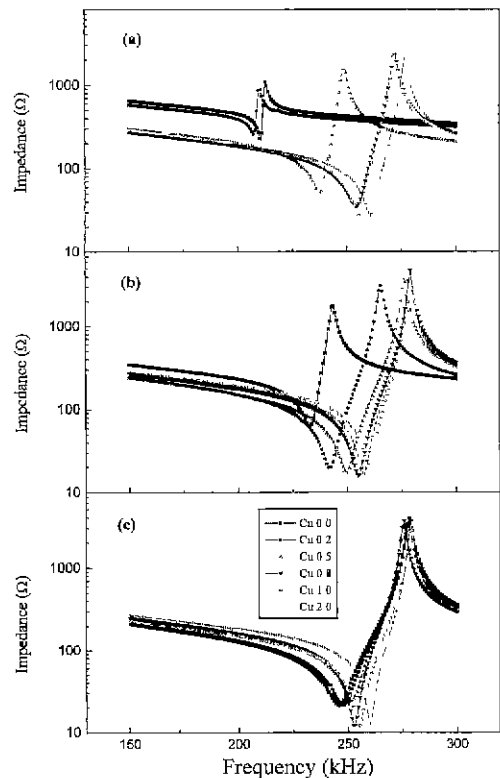 (a)
1000
100
10
Impedance (Ω)
(b)
1000
100
10
Impedance (Ω)
(c)
Cu 0 0
Cu 0 2
Cu 0 5
Cu 0 8
Cu 1 0
Cu 2 0
1000
100
10
Impedance (Ω)
150
200
250
300
Frequency (kHz)